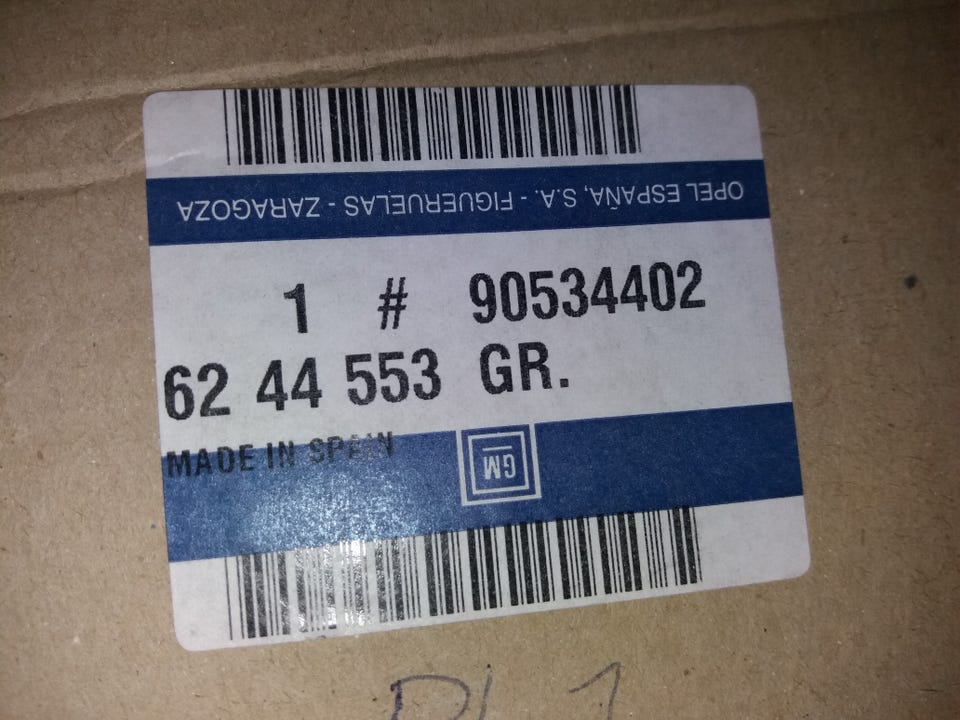 OPEL ESPAÑA, S.A. - FIGUERUELAS - ZARAGOZA
1 # 90534402
62 44 553 GR.
MADE IN SPAIN
GM